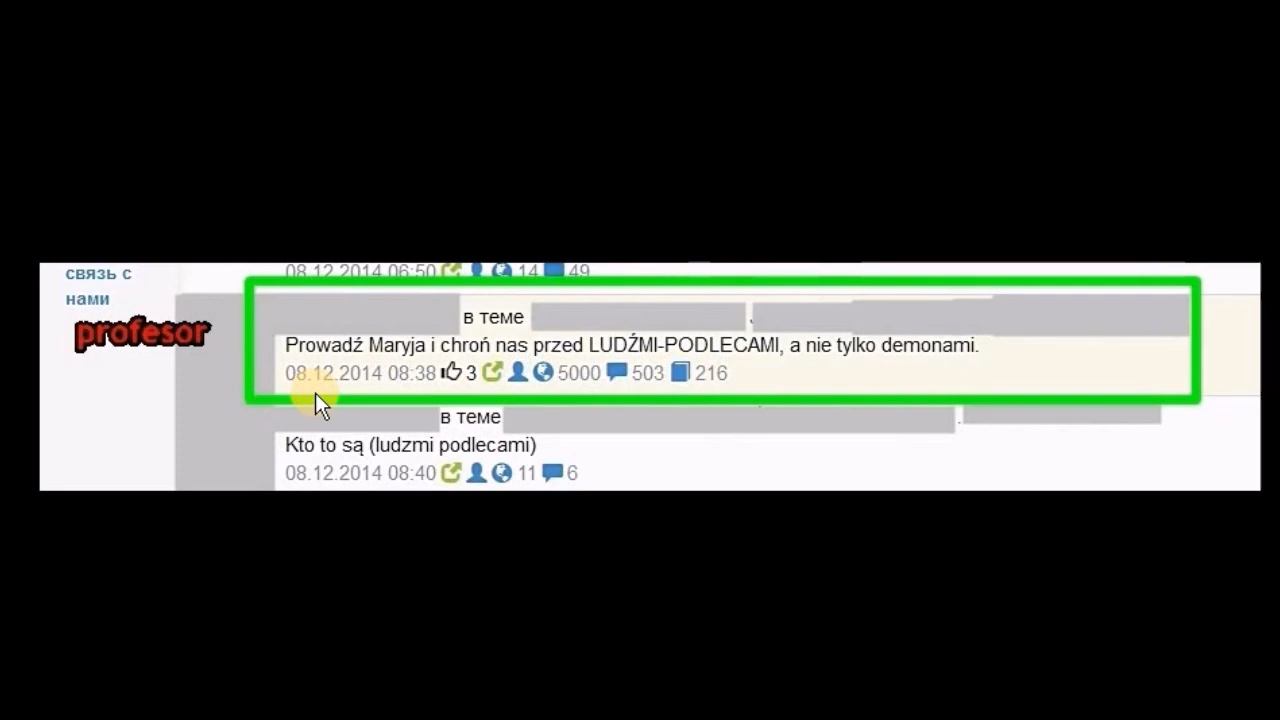 связь с
нами
profesor
08.12.2014 06:50 14 49
в теме
Prowadź Maryja i chroń nas przed LUDŹMI-PODLECAMI, a nie tylko demonami.
08.12.2014 08:38 3 5000 503 216
в теме
Kto to są (ludzmi podlecami)
08.12.2014 08:40 11 6